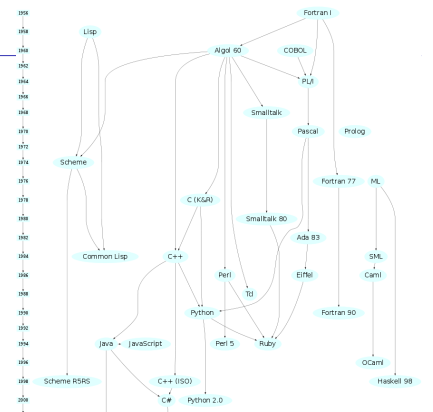 1956
Fortran I
1958
Lisp
1960
Algol 60
COBOL
1962
1964
PL/I
1966
Smalltalk
1968
1970
Pascal
Prolog
1972
1974
Scheme
1976
Fortran 77
ML
1978
C (K&R)
1980
Smalltalk 80
1982
Ada 83
1984
Common Lisp
C++
SML
1986
Perl
Eiffel
Caml
1988
Tcl
1990
Python
Fortran 90
1992
1994
Java
JavaScript
Perl 5
Ruby
1996
OCaml
1998
Scheme R5RS
C++ (ISO)
Haskell 98
2000
C#
Python 2.0